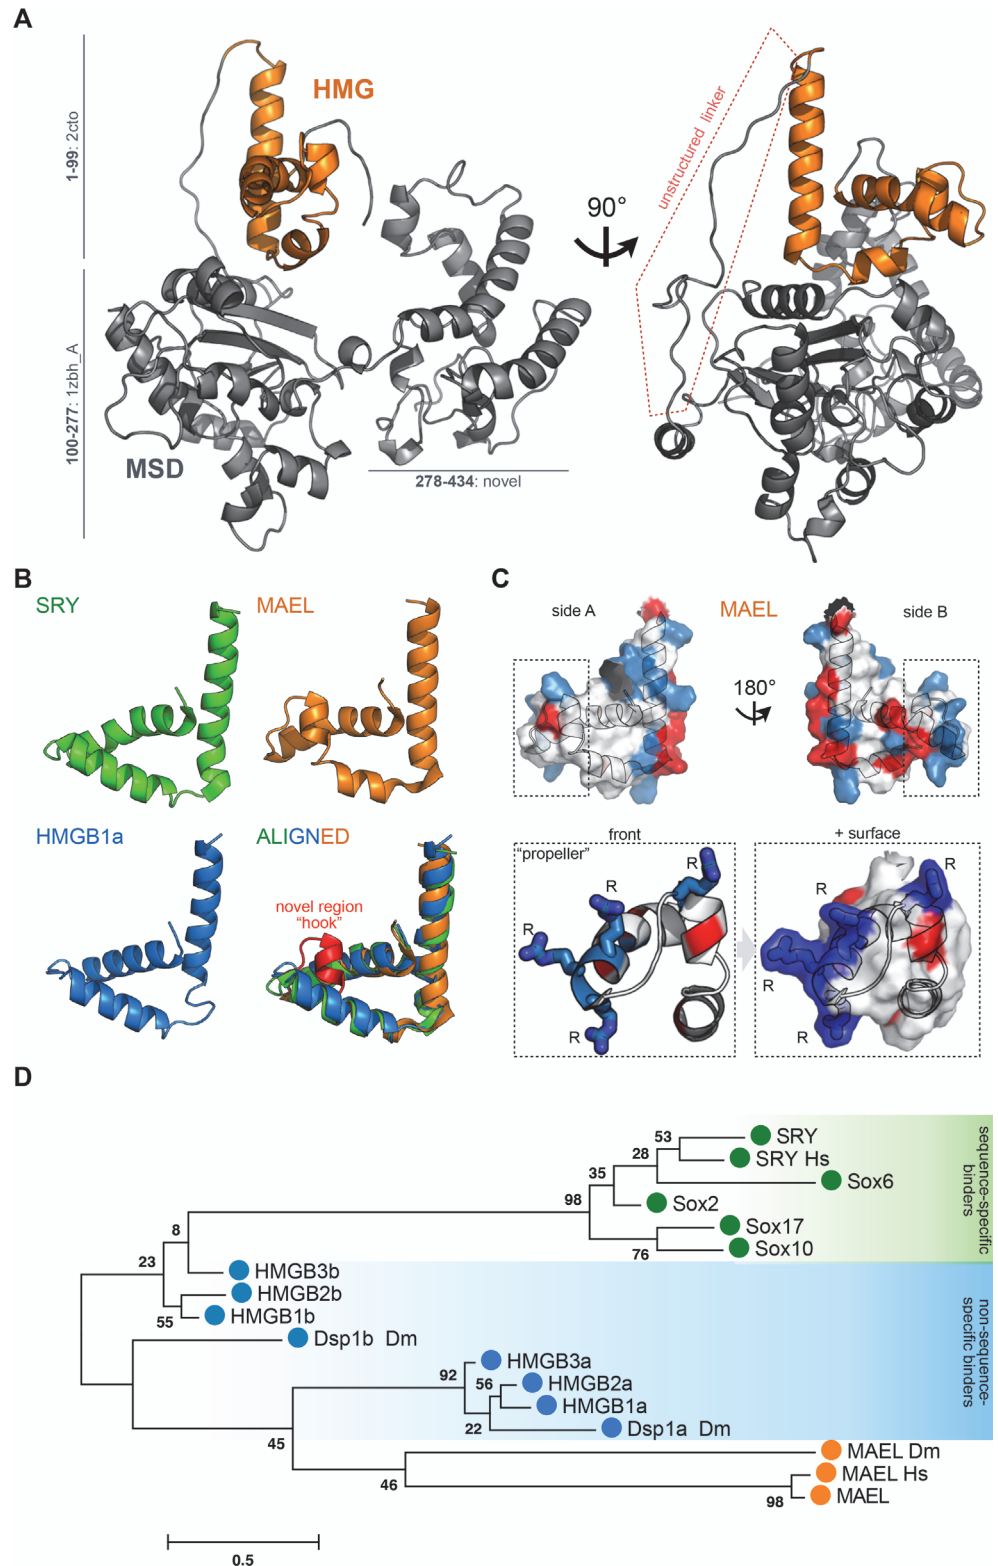 A
HMG
1-99: 2cto
100-277: 1zbh_A
MSD
278-434: novel
90°
unstructured linker
B
SRY
MAEL
HMGB1a
ALIGNED
novel region
"hook"
C
side A
MAEL
side B
180°
front
+ surface
"propeller"
R
R
R
R
R
R
R
R
D
53
SRY
28
SRY Hs
35
Sox6
98
Sox2
Sox17
76
Sox10
sequence-specific
binders
8
23
HMGB3b
HMGB2b
55
HMGB1b
Dsp1b Dm
non-sequence-
specific binders
HMGB3a
92
56
HMGB2a
HMGB1a
22
Dsp1a Dm
45
MAEL Dm
46
MAEL Hs
98
MAEL
0.5